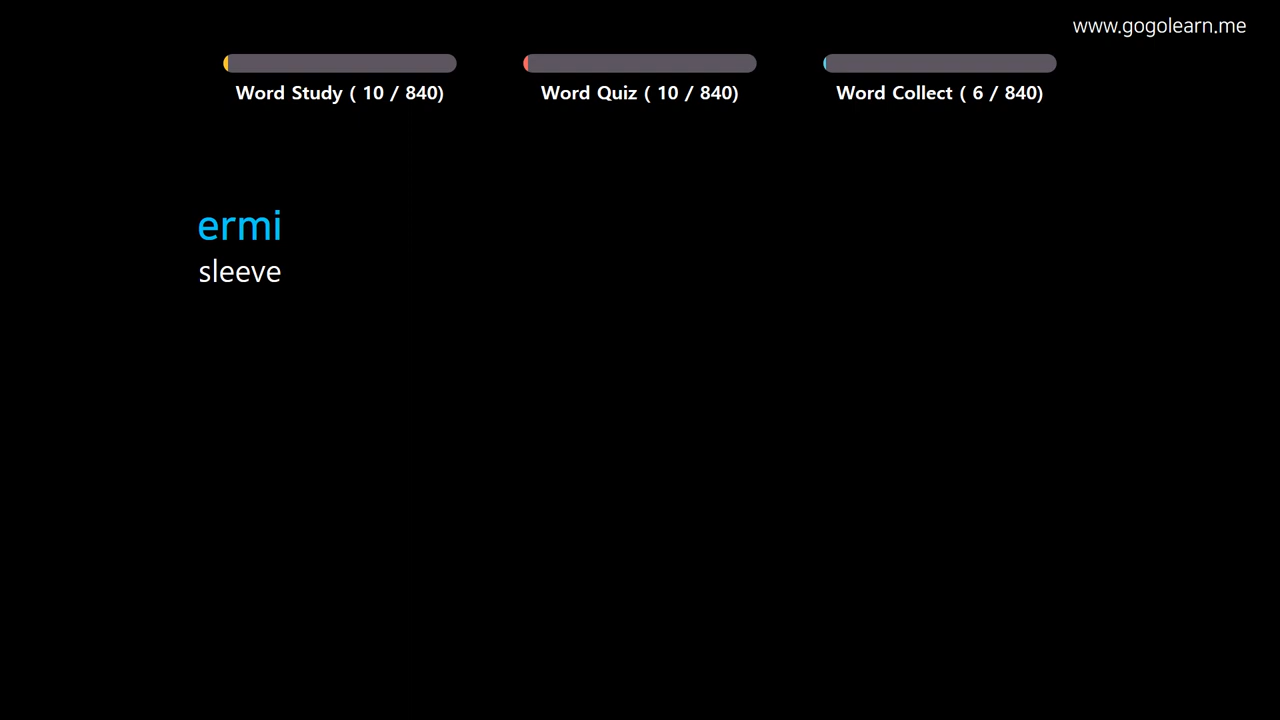 www.gogolearn.me
Word Study ( 10 / 840)
Word Quiz ( 10 / 840)
Word Collect ( 6 / 840)
ermi
sleeve